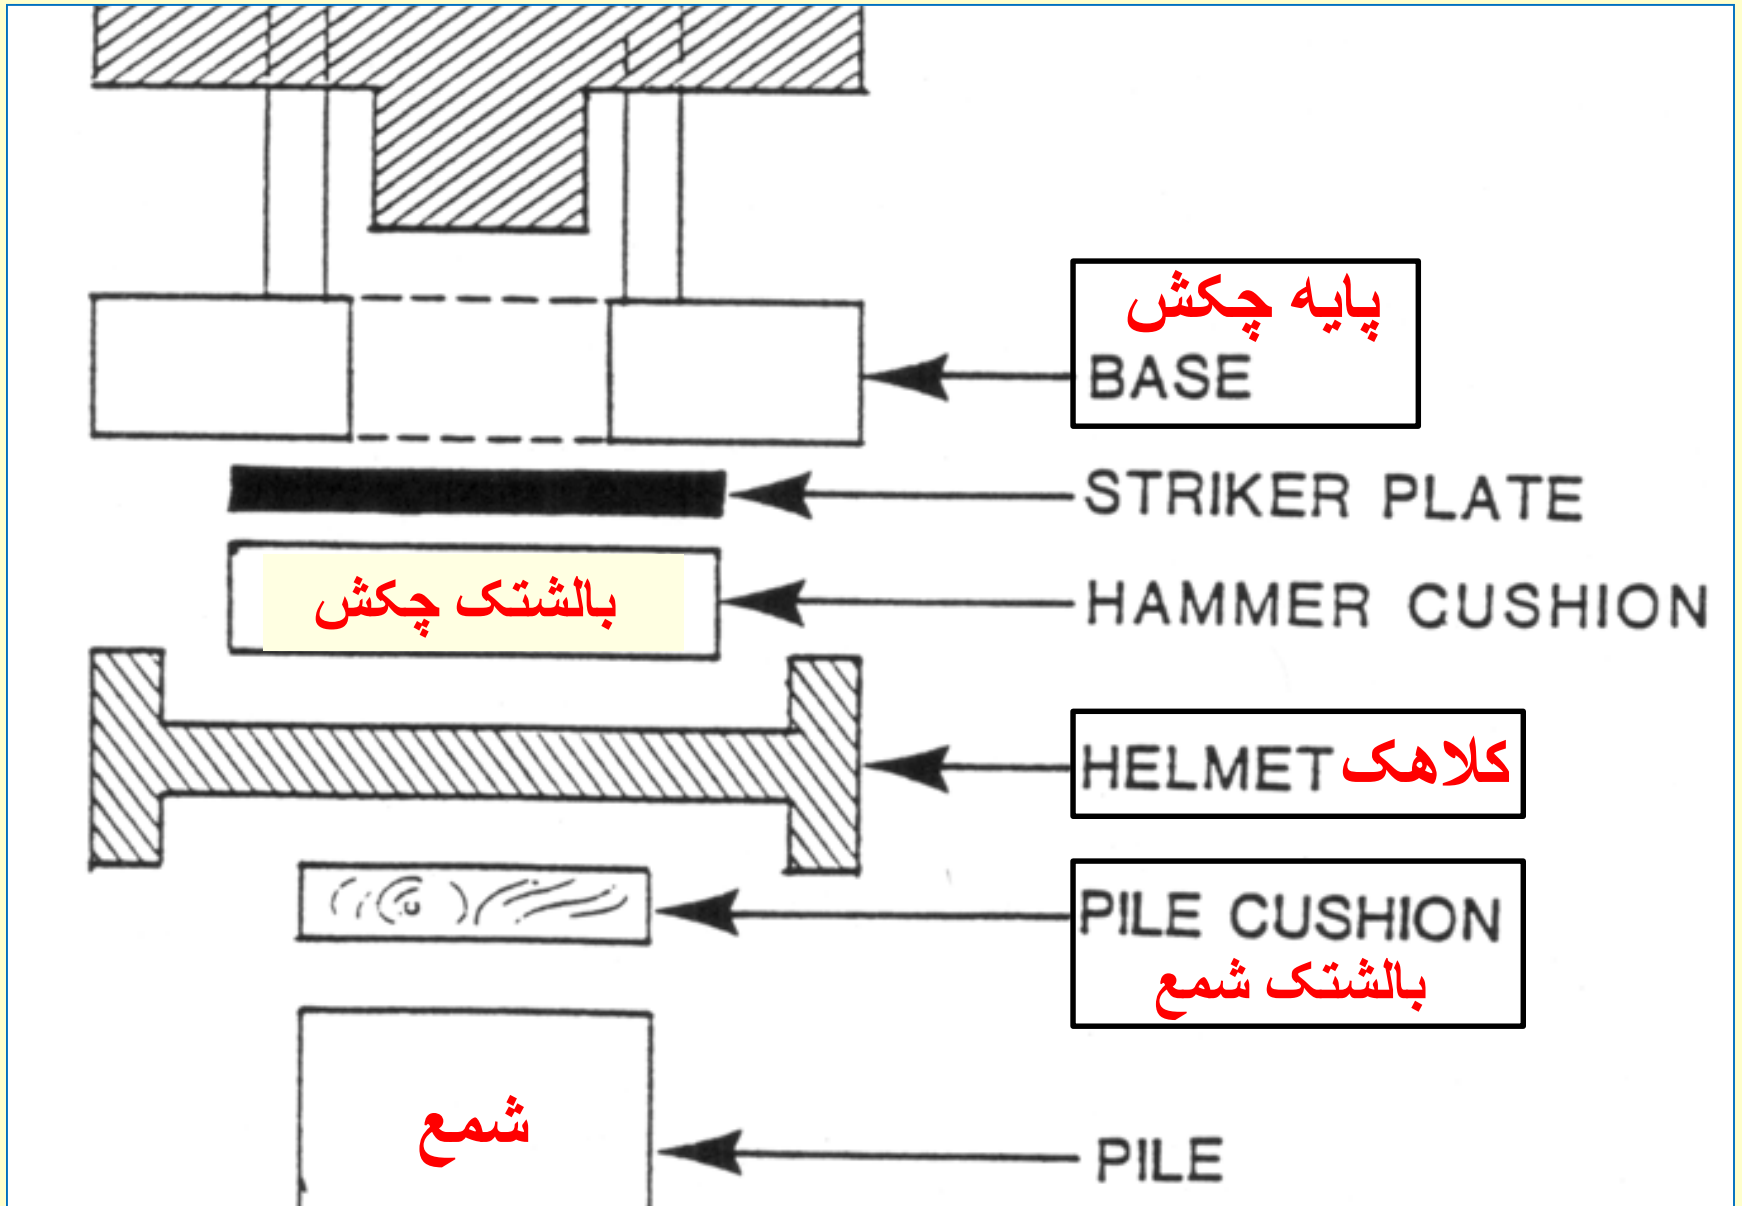 پایه چکش
BASE
STRIKER PLATE
بالشتک چکش
HAMMER CUSHION
HELMET کلاهک
PILE CUSHION
بالشتک شمع
شمع
PILE